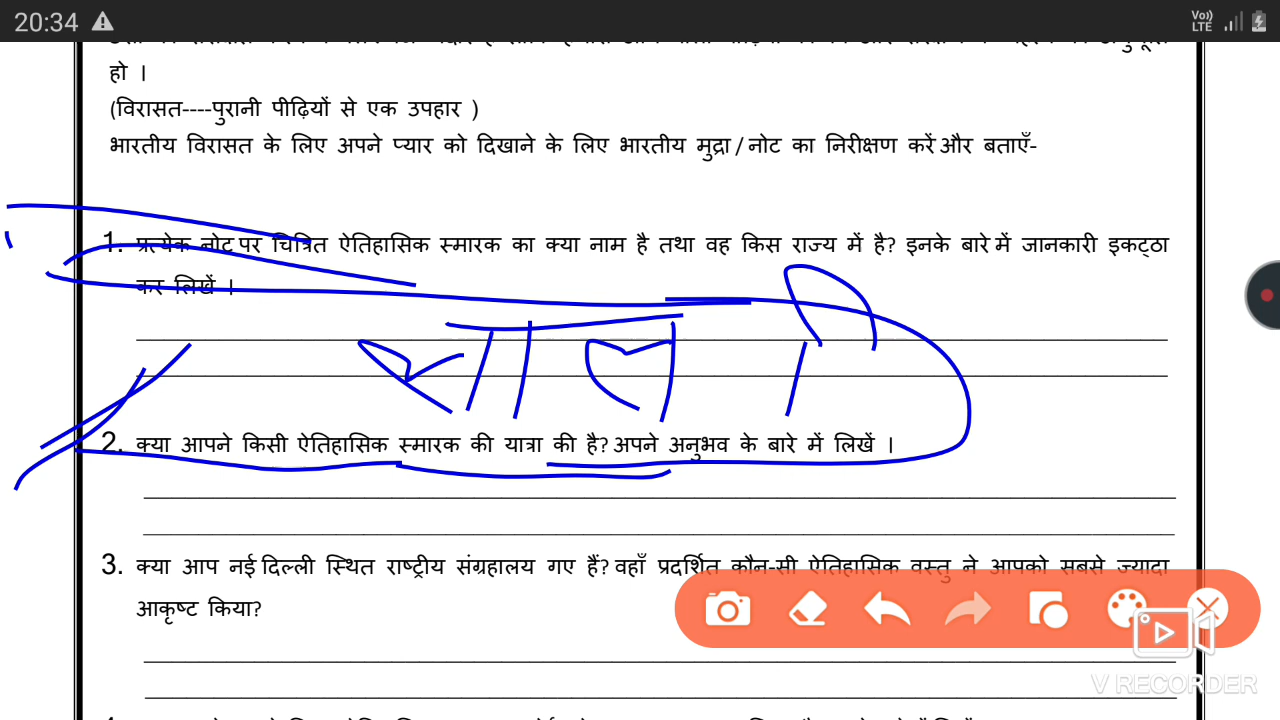 20:34
Vo) LTE
हो ।
(विरासत----पुरानी पीढ़ियों से एक उपहार )
भारतीय विरासत के लिए अपने प्यार को दिखाने के लिए भारतीय मुद्रा / नोट का निरीक्षण करें और बताएँ-
1. प्रत्येक नोट पर चित्रित ऐतिहासिक स्मारक का क्या नाम है तथा वह किस राज्य में है? इनके बारे में जानकारी इकट्ठा
कर लिखें ।
2. क्या आपने किसी ऐतिहासिक स्मारक की यात्रा की है? अपने अनुभव के बारे में लिखें ।
3. क्या आप नई दिल्ली स्थित राष्ट्रीय संग्रहालय गए हैं? वहाँ प्रदर्शित कौन-सी ऐतिहासिक वस्तु ने आपको सबसे ज्यादा
आकृष्ट किया?
V RECORDER